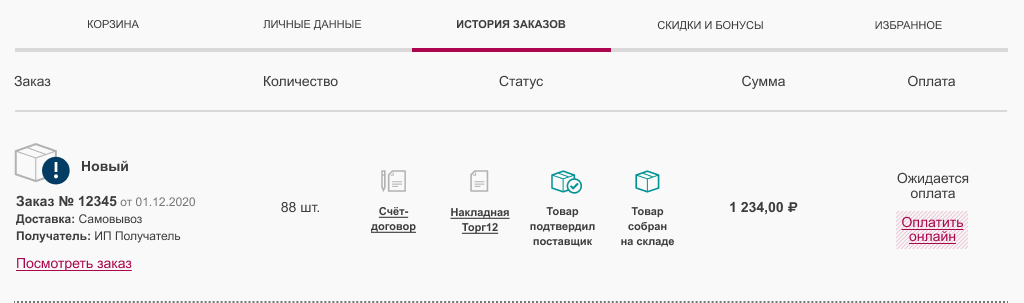 КОРЗИНА
ЛИЧНЫЕ ДАННЫЕ
ИСТОРИЯ ЗАКАЗОВ
СКИДКИ И БОНУСЫ
ИЗБРАННОЕ
Заказ
Количество
Статус
Сумма
Оплата
Новый
Заказ № 12345 от 01.12.2020
Доставка: Самовывоз
Получатель: ИП Получатель
Посмотреть заказ
88 шт.
Счёт-
договор
Накладная
Торг12
Товар
подтвердил
поставщик
Товар
собран
на складе
1 234,00 ₽
Ожидается
оплата
Оплатить
онлайн